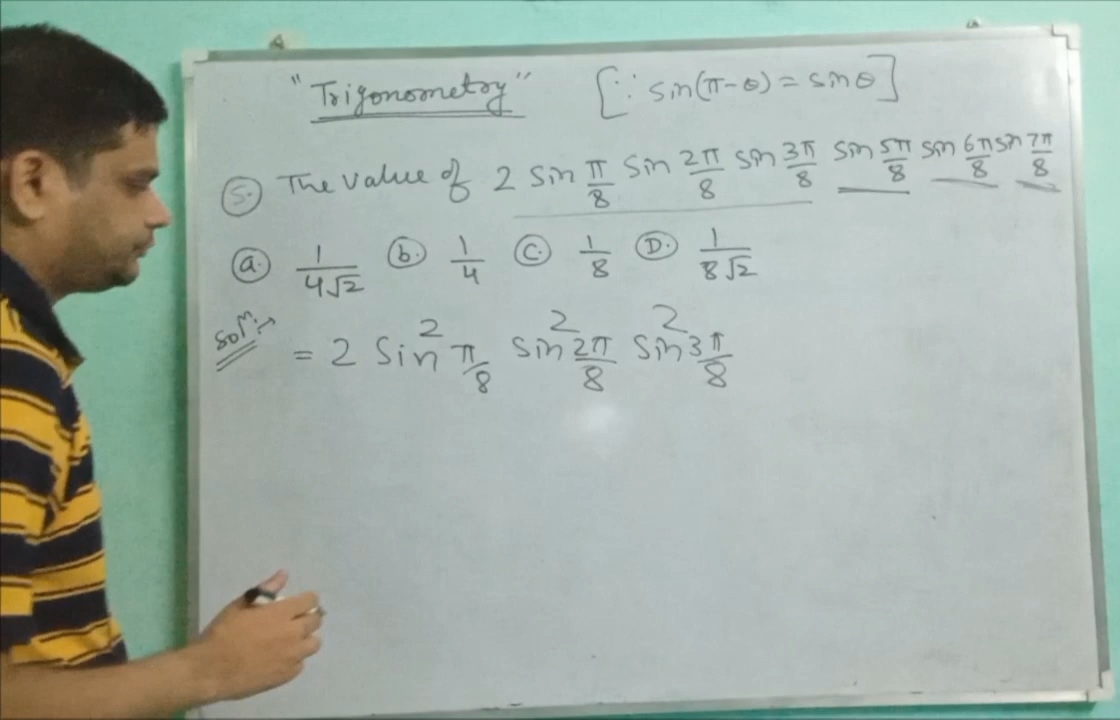 "Trigonometry" [∵ sin(π-θ) = sinθ]
5. The value of 2 sin π/8 sin 2π/8 sin 3π/8 sin 5π/8 sin 6π/8 sin 7π/8
a. 1/4√2 b. 1/4 C. 1/8 D. 1/8√2
Solⁿ:→ = 2 Sin² π/8 sin² 2π/8 sin² 3π/8